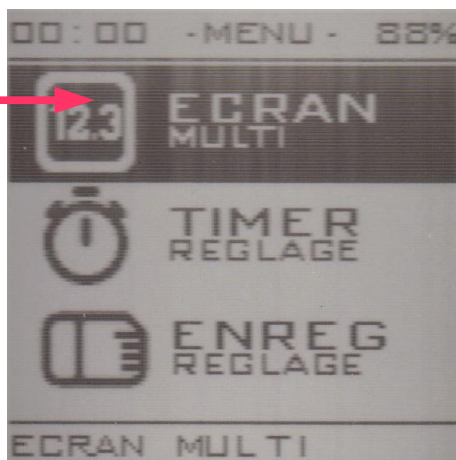 00:00 -MENU- 88%
12.3 ECRAN
MULTI
TIMER
REGLAGE
ENREG
REGLAGE
ECRAN MULTI